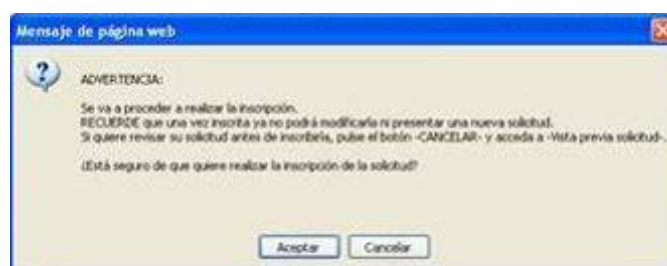 Mensaje de página web
ADVERTENCIA:
Se va a proceder a realizar la inscripción.
RECUERDE que una vez inscrita ya no podrá modificarla ni presentar una nueva solicitud.
Si quiere revisar su solicitud antes de inscribirla, pulse el botón -CANCELAR- y acceda a -Vista previa solicitud-.
¿Está seguro de que quiere realizar la inscripción de la solicitud?
Aceptar Cancelar